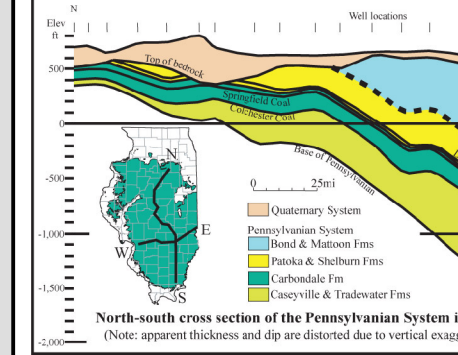 N
Elev
ft
Well locations
500
0
-500
-1,000
-1,500
-2,000
Top of bedrock
Springfield Coal
Colchester Coal
Base of Pennsylvanian
N
W
E
S
0 25mi
Quaternary System
Pennsylvanian System
Bond & Mattoon Fms
Patoka & Shelburn Fms
Carbondale Fm
Caseyville & Tradewater Fms
North-south cross section of the Pennsylvanian System i
(Note: apparent thickness and dip are distorted due to vertical exagg